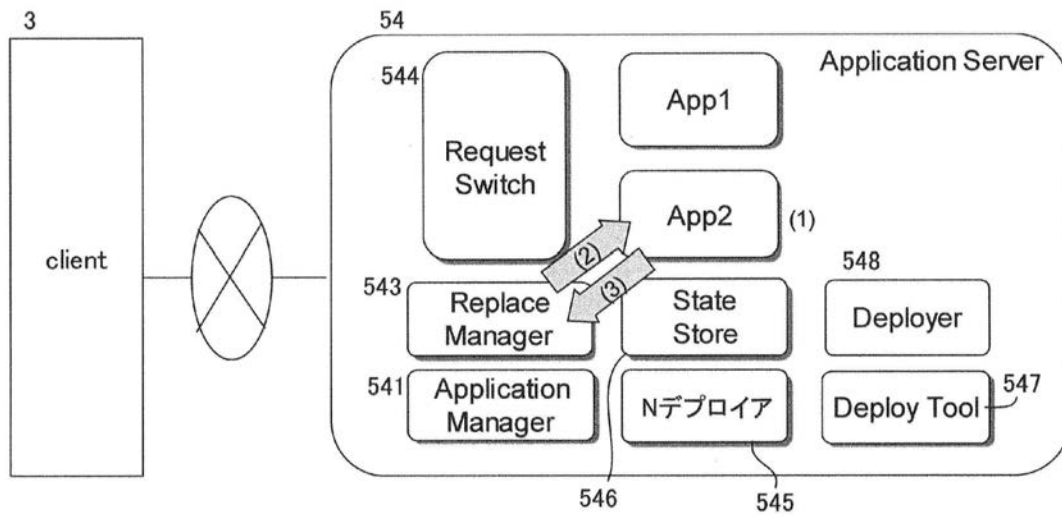 3
54
Application Server
544
App1
Request
Switch
App2
(1)
client
(2)
(3)
548
543
Replace
Manager
State
Store
Deployer
541
Application
Manager
Nデプロイア
Deploy Tool
547
546
545